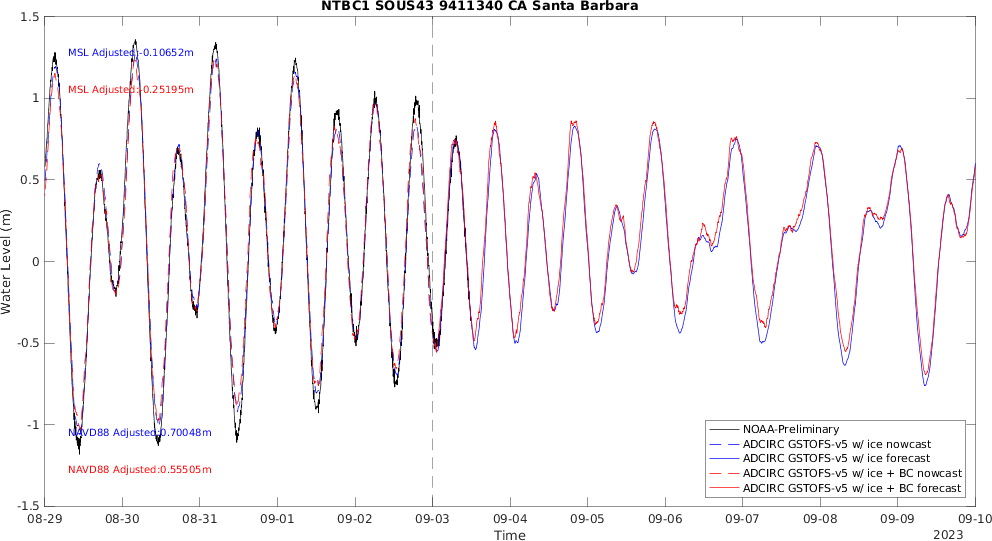 NTBC1 SOUS43 9411340 CA Santa Barbara
1.5
1
0.5
0
-0.5
-1
-1.5
Water Level (m)
MSL Adjusted:-0.10652m
MSL Adjusted:-0.25195m
NAVD88 Adjusted:0.70048m
NAVD88 Adjusted:0.55505m
NOAA-Preliminary
ADCIRC GSTOFS-v5 w/ ice nowcast
ADCIRC GSTOFS-v5 w/ ice forecast
ADCIRC GSTOFS-v5 w/ ice + BC nowcast
ADCIRC GSTOFS-v5 w/ ice + BC forecast
08-29 08-30 08-31 09-01 09-02 09-03 09-04 09-05 09-06 09-07 09-08 09-09 09-10
Time
2023